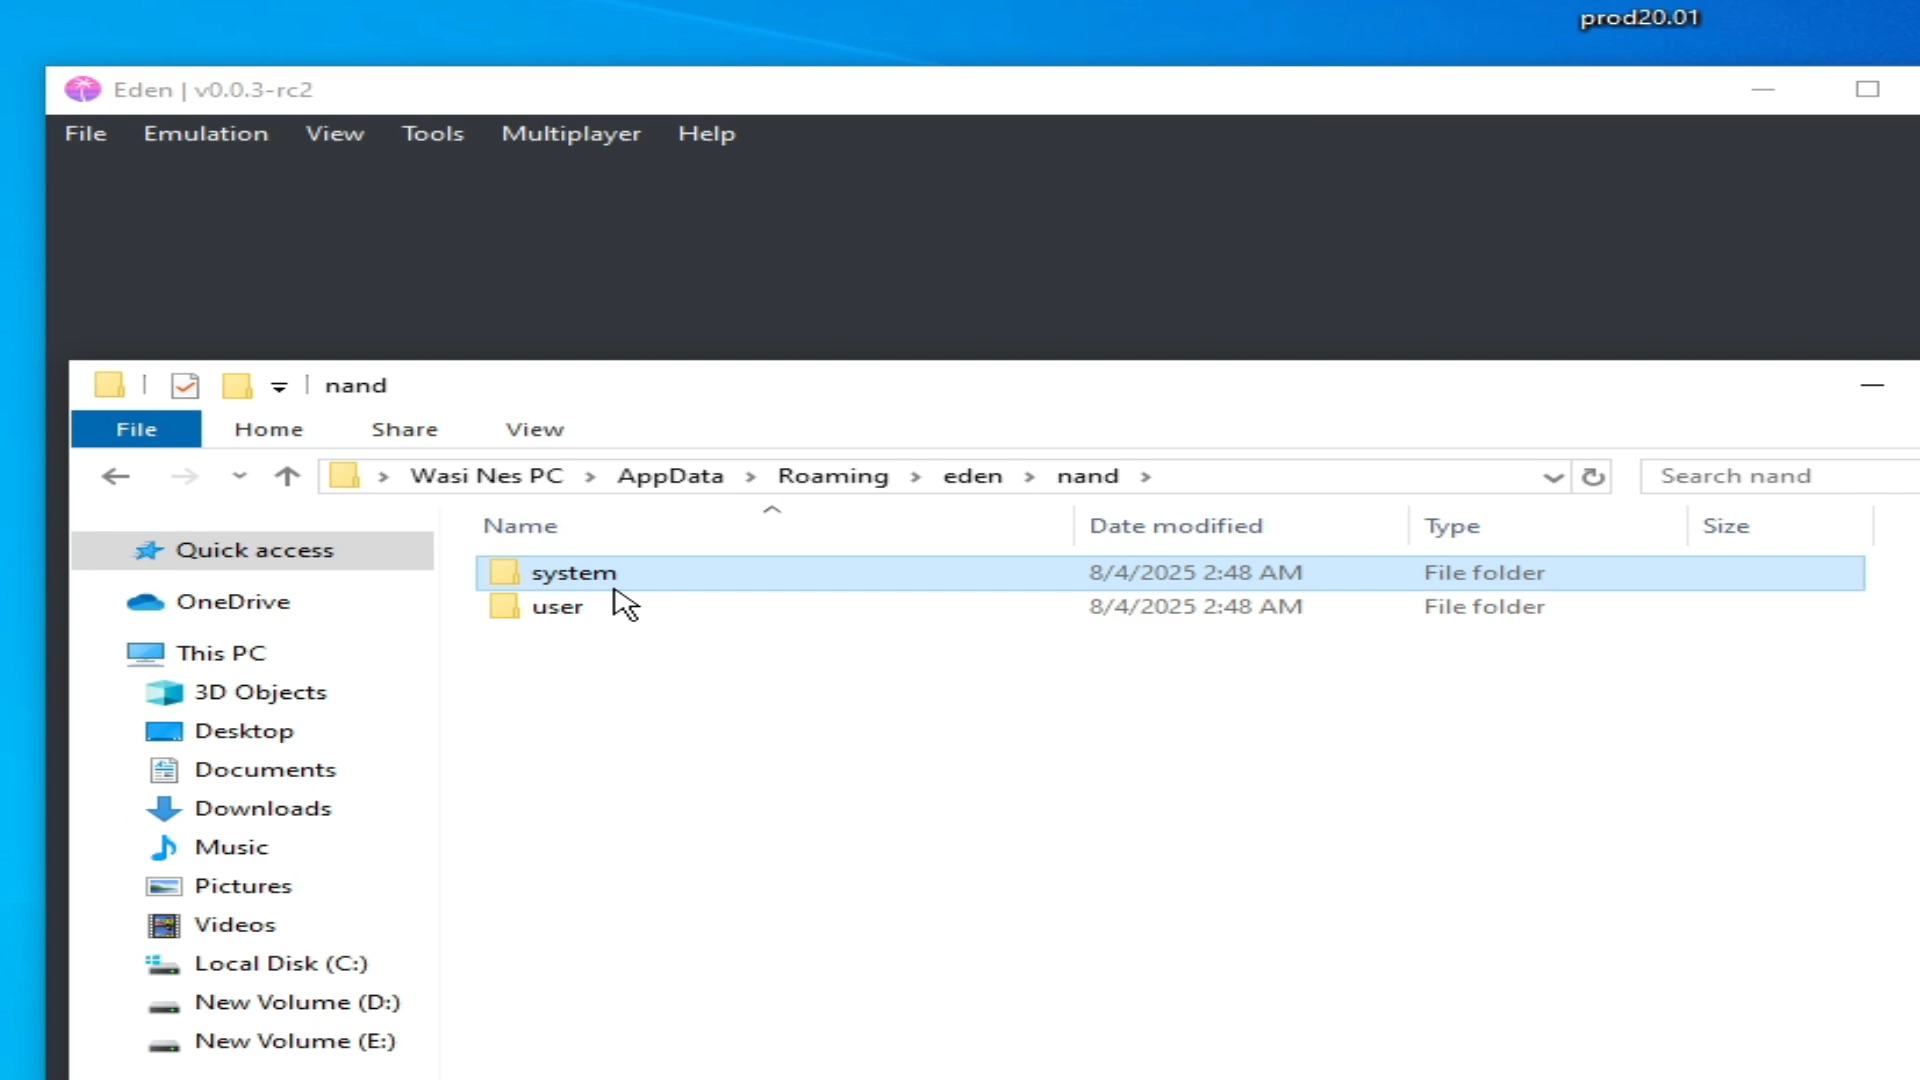 prod20.01
Eden | v0.0.3-rc2
File Emulation View Tools Multiplayer Help
nand
File Home Share View
Wasi Nes PC > AppData > Roaming > eden > nand >
Search nand
Name Date modified Type Size
system 8/4/2025 2:48 AM File folder
user 8/4/2025 2:48 AM File folder
Quick access
OneDrive
This PC
3D Objects
Desktop
Documents
Downloads
Music
Pictures
Videos
Local Disk (C:)
New Volume (D:)
New Volume (E:)